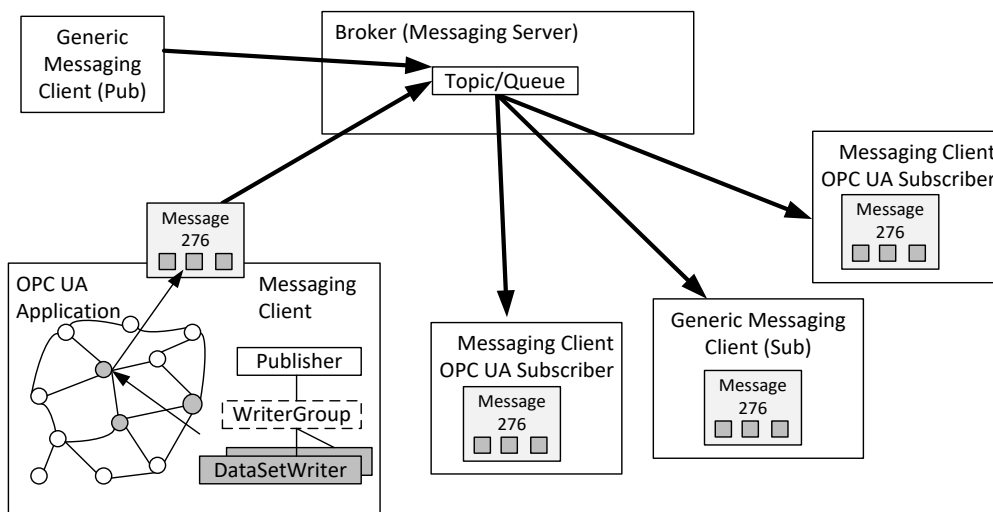 Generic
Messaging
Client (Pub)
Broker (Messaging Server)
Topic/Queue
Messaging Client
OPC UA Subscriber
Message
276
Message
276
OPC UA
Application
Messaging
Client
Publisher
WriterGroup
DataSetWriter
Messaging Client
OPC UA Subscriber
Message
276
Generic Messaging
Client (Sub)
Message
276